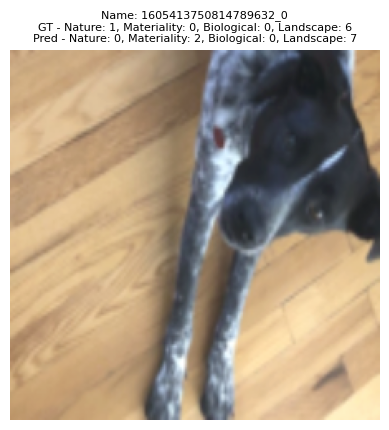 Name: 1605413750814789632_0
GT - Nature: 1, Materiality: 0, Biological: 0, Landscape: 6
Pred - Nature: 0, Materiality: 2, Biological: 0, Landscape: 7